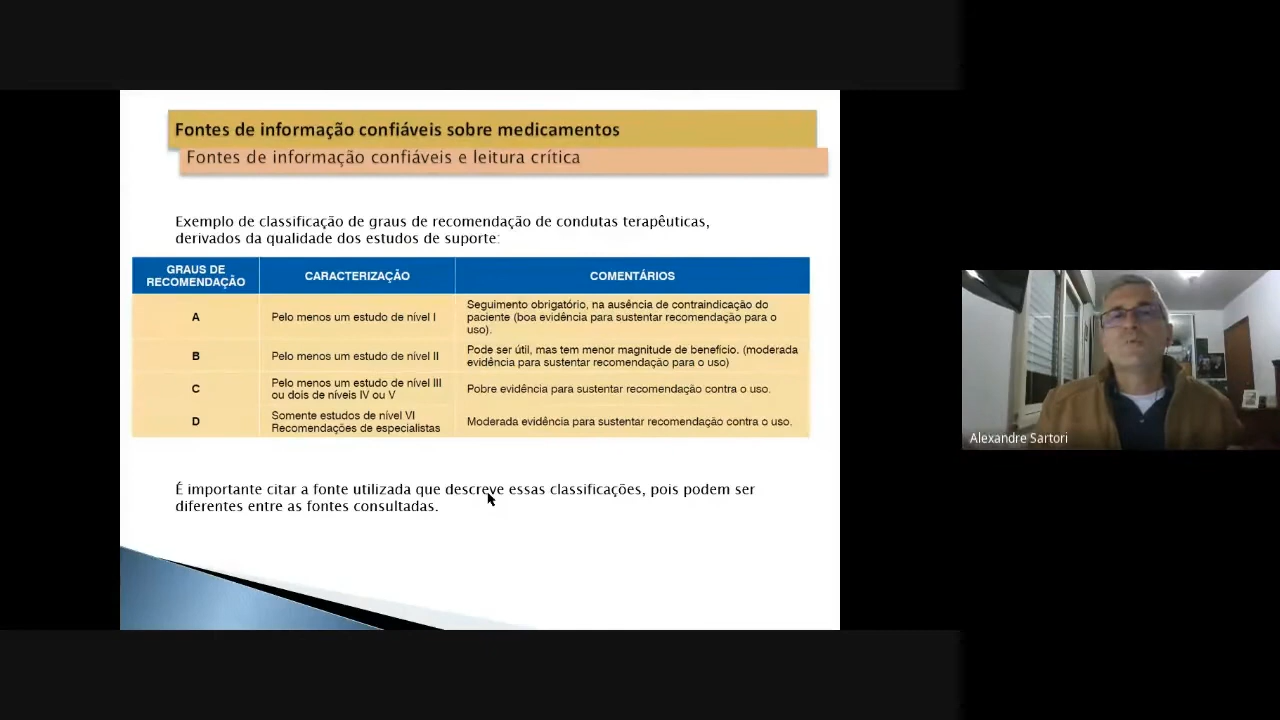 Fontes de informação confiáveis sobre medicamentos
Fontes de informação confiáveis e leitura crítica
Exemplo de classificação de graus de recomendação de condutas terapêuticas,
derivados da qualidade dos estudos de suporte:
GRAUS DE
RECOMENDAÇÃO
CARACTERIZAÇÃO
COMENTÁRIOS
A
Pelo menos um estudo de nível I
Seguimento obrigatório, na ausência de contraindicação do
paciente (boa evidência para sustentar recomendação para o
uso).
B
Pelo menos um estudo de nível II
Pode ser útil, mas tem menor magnitude de benefício. (moderada
evidência para sustentar recomendação para o uso)
C
Pelo menos um estudo de nível III
ou dois de níveis IV ou V
Pobre evidência para sustentar recomendação contra o uso.
D
Somente estudos de nível VI
Recomendações de especialistas
Moderada evidência para sustentar recomendação contra o uso.
É importante citar a fonte utilizada que descreve essas classificações, pois podem ser
diferentes entre as fontes consultadas.
Alexandre Sartori